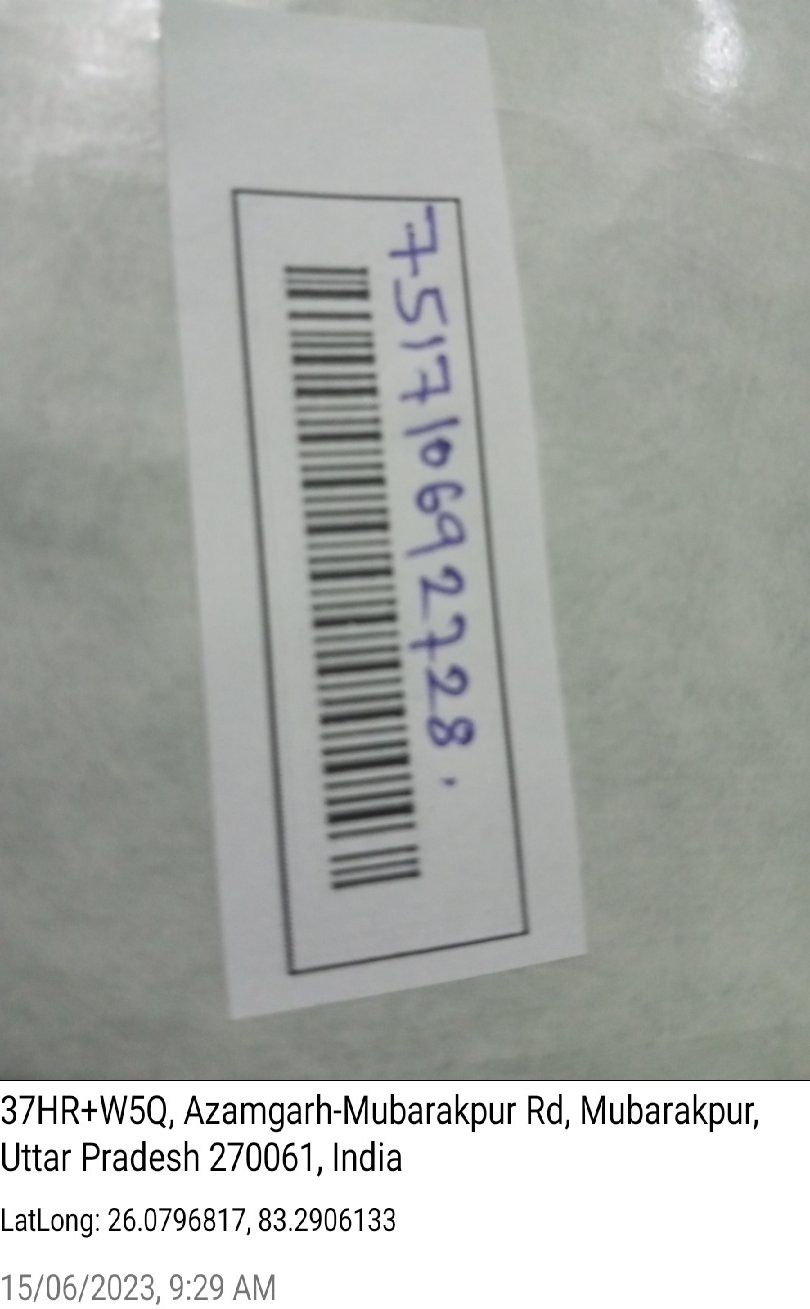 751710692728.
37HR+W5Q, Azamgarh-Mubarakpur Rd, Mubarakpur,
Uttar Pradesh 270061, India
LatLong: 26.0796817, 83.2906133
15/06/2023, 9:29 AM